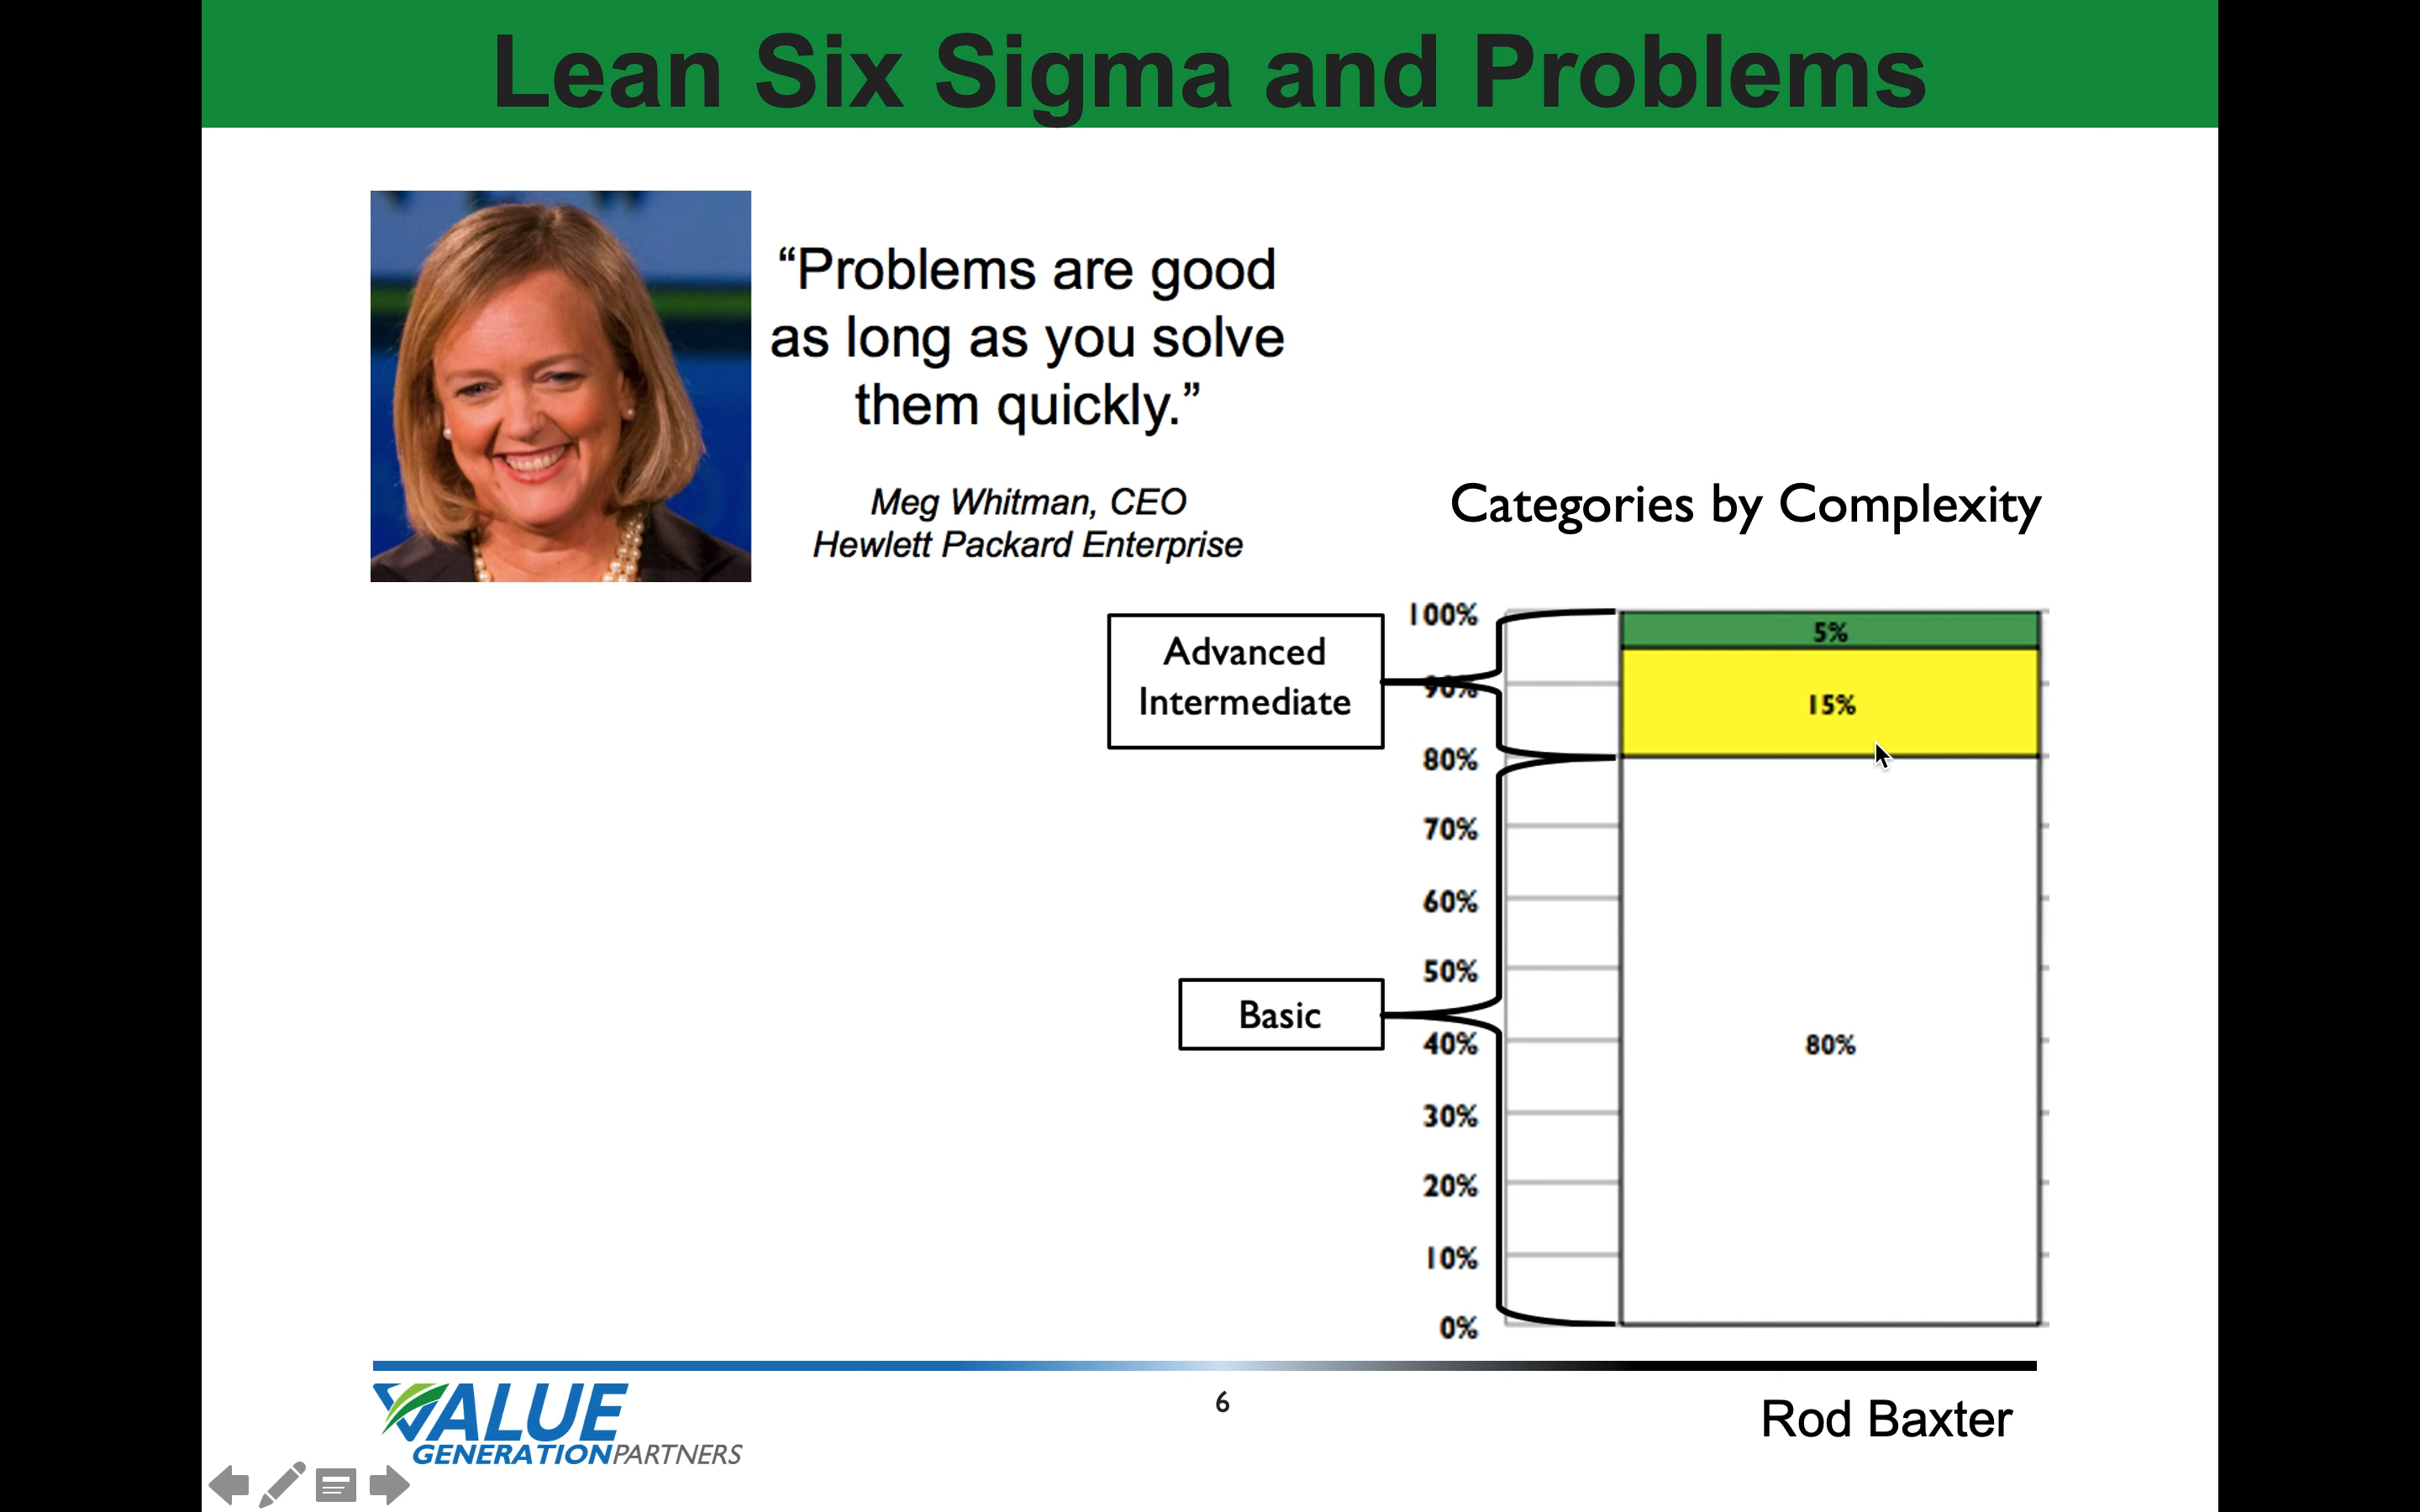 Lean Six Sigma and Problems
“Problems are good
as long as you solve
them quickly.”
Meg Whitman, CEO
Hewlett Packard Enterprise
Categories by Complexity
Advanced
Intermediate
Basic
100%
90%
80%
70%
60%
50%
40%
30%
20%
10%
0%
5%
15%
80%
VALUE
GENERATIONPARTNERS
6
Rod Baxter